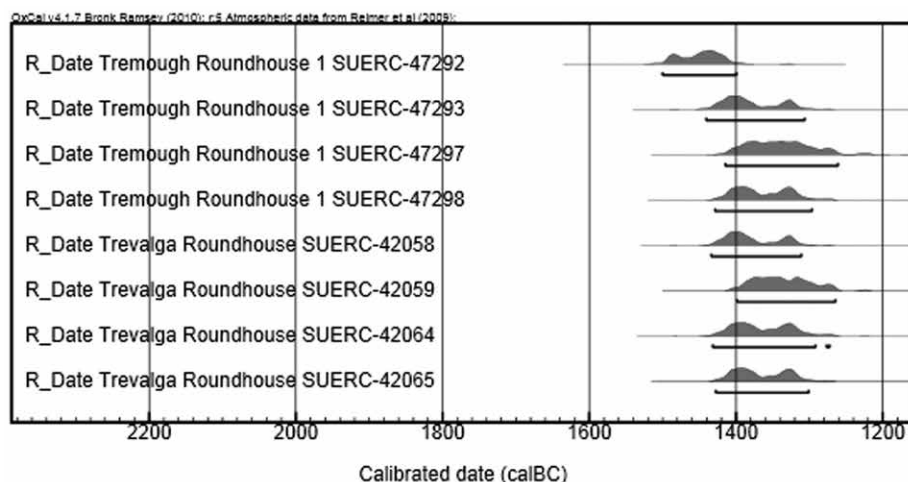 OxCal v4.1.7 Bronk Ramsey (2010); r:5 Atmospheric data from Reimer et al (2009);
R_Date Tremough Roundhouse 1 SUERC-47292
R_Date Tremough Roundhouse 1 SUERC-47293
R_Date Tremough Roundhouse 1 SUERC-47297
R_Date Tremough Roundhouse 1 SUERC-47298
R_Date Trevalga Roundhouse SUERC-42058
R_Date Trevalga Roundhouse SUERC-42059
R_Date Trevalga Roundhouse SUERC-42064
R_Date Trevalga Roundhouse SUERC-42065
2200 2000 1800 1600 1400 1200
Calibrated date (calBC)